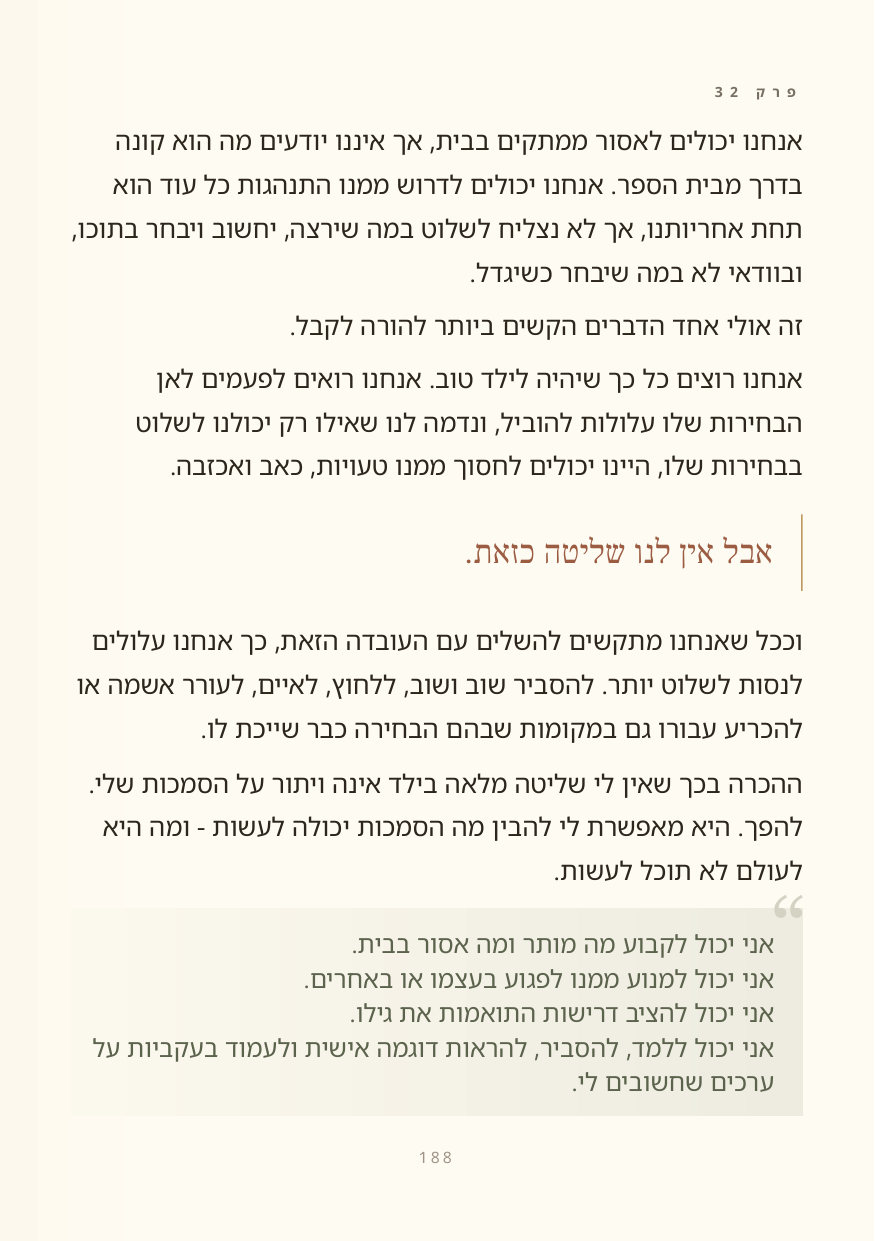 פרק 32
אנחנו יכולים לאסור ממתקים בבית, אך איננו יודעים מה הוא קונה
בדרך מבית הספר. אנחנו יכולים לדרוש ממנו התנהגות כל עוד הוא
תחת אחריותנו, אך לא נצליח לשלוט במה שירצה, יחשוב ויבחר בתוכו,
ובוודאי לא במה שיבחר כשיגדל.
זה אולי אחד הדברים הקשים ביותר להורה לקבל.
אנחנו רוצים כל כך שיהיה לילד טוב. אנחנו רואים לפעמים לאן
הבחירות שלו עלולות להוביל, ונדמה לנו שאילו רק יכולנו לשלוט
בבחירות שלו, היינו יכולים לחסוך ממנו טעויות, כאב ואכזבה.
אבל אין לנו שליטה כזאת.
וככל שאנחנו מתקשים להשלים עם העובדה הזאת, כך אנחנו עלולים
לנסות לשלוט יותר. להסביר שוב ושוב, ללחוץ, לאיים, לעורר אשמה או
להכריע עבורו גם במקומות שבהם הבחירה כבר שייכת לו.
ההכרה בכך שאין לי שליטה מלאה בילד אינה ויתור על הסמכות שלי.
להפך. היא מאפשרת לי להבין מה הסמכות יכולה לעשות - ומה היא
לעולם לא תוכל לעשות.
“
אני יכול לקבוע מה מותר ומה אסור בבית.
אני יכול למנוע ממנו לפגוע בעצמו או באחרים.
אני יכול להציב דרישות התואמות את גילו.
אני יכול ללמד, להסביר, להראות דוגמה אישית ולעמוד בעקביות על
ערכים שחשובים לי.
188